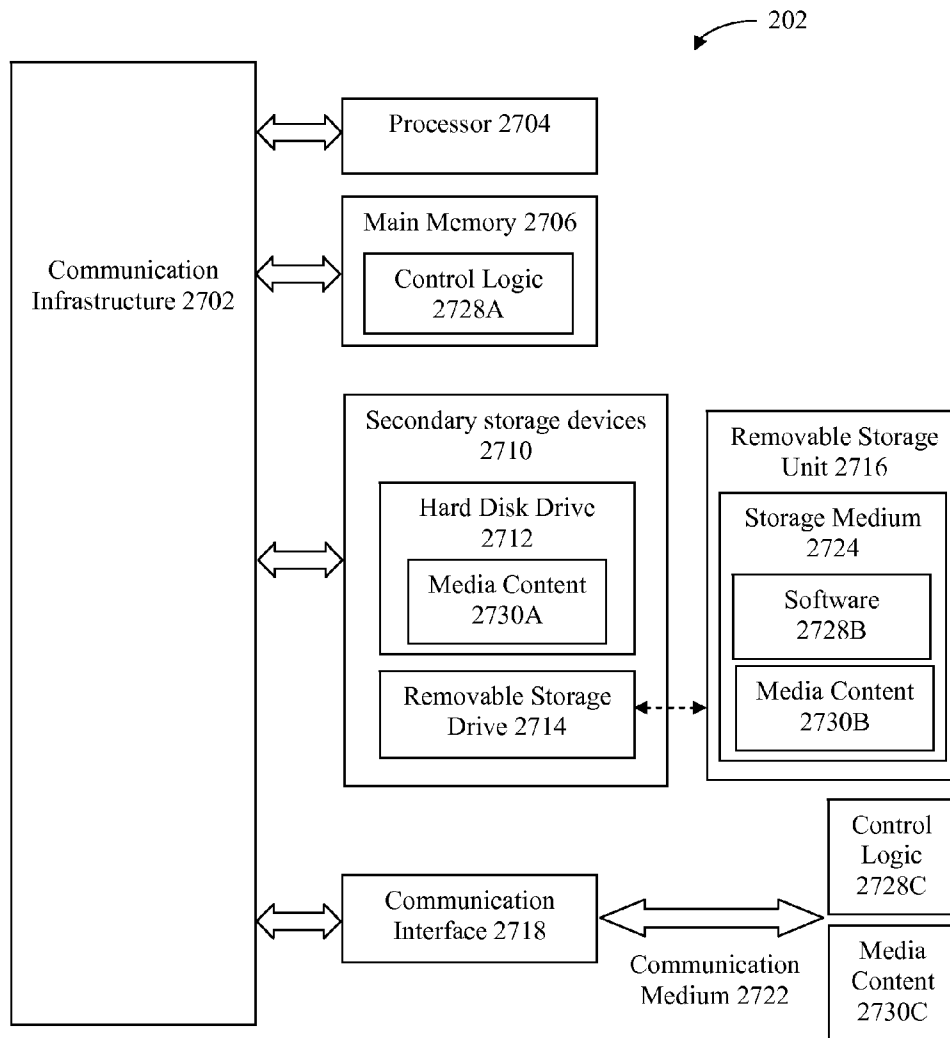 202
Processor 2704
Main Memory 2706
Control Logic
2728A
Communication
Infrastructure 2702
Secondary storage devices
2710
Hard Disk Drive
2712
Media Content
2730A
Removable Storage
Drive 2714
Removable Storage
Unit 2716
Storage Medium
2724
Software
2728B
Media Content
2730B
Communication
Interface 2718
Communication
Medium 2722
Control
Logic
2728C
Media
Content
2730C